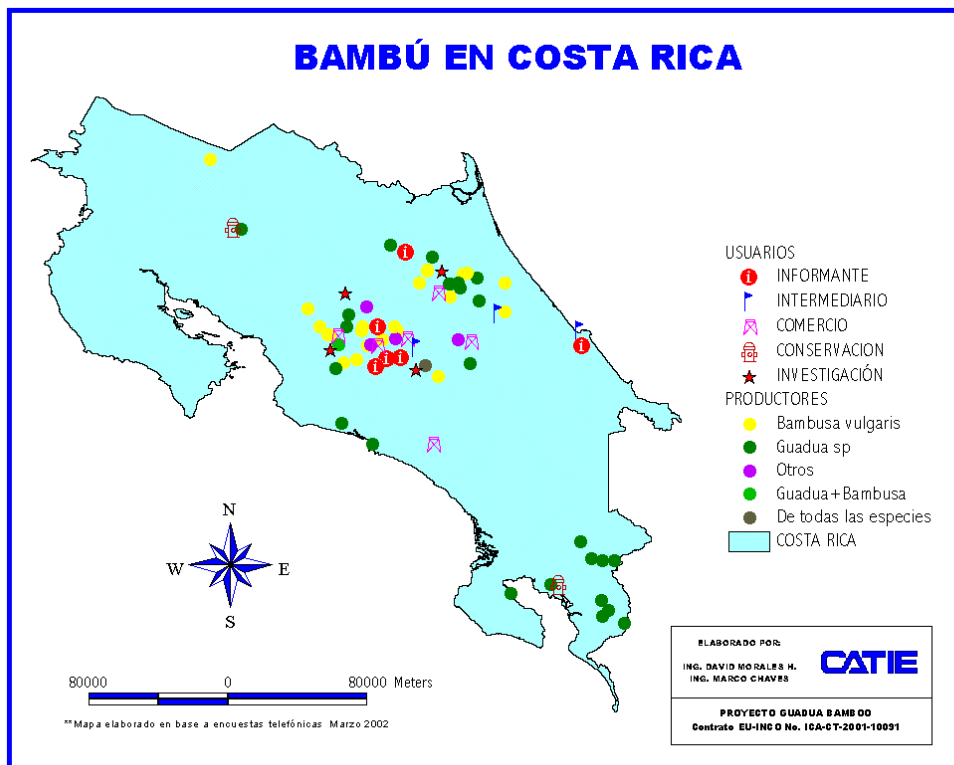 BAMBÚ EN COSTA RICA
USUARIOS
INFORMANTE
INTERMEDIARIO
COMERCIO
CONSERVACION
INVESTIGACIÓN
PRODUCTORES
Bambusa vulgaris
Guadua sp
Otros
Guadua+Bambusa
De todas las especies
COSTA RICA
N
W E
S
80000 0 80000 Meters
**Mapa elaborado en base a encuestas telefónicas Marzo 2002
ELABORADO POR:
ING. DAVID MORALES H.
ING. MARCO CHAVES
CATIE
PROYECTO GUADUA BAMBOO
Contrato EU-INCO No. ICA-CT-2001-10091